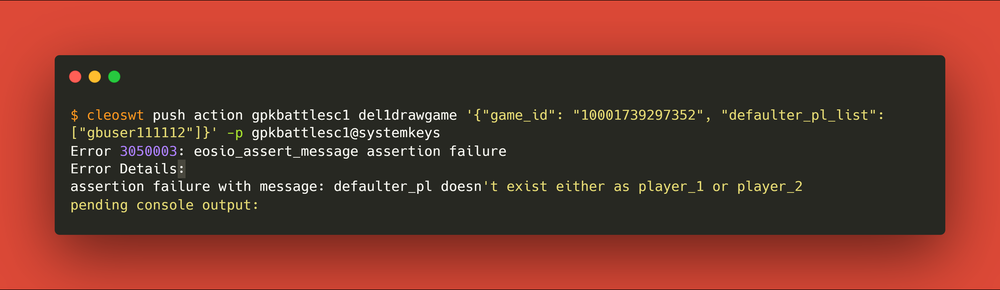 $ cleoswt push action gpkbattlesc1 del1drawgame '{"game_id": "10001739297352", "defaulter_pl_list":
["gbuser111112"]}' -p gpkbattlesc1@systemkeys
Error 3050003: eosio_assert_message assertion failure
Error Details:
assertion failure with message: defaulter_pl doesn't exist either as player_1 or player_2
pending console output: